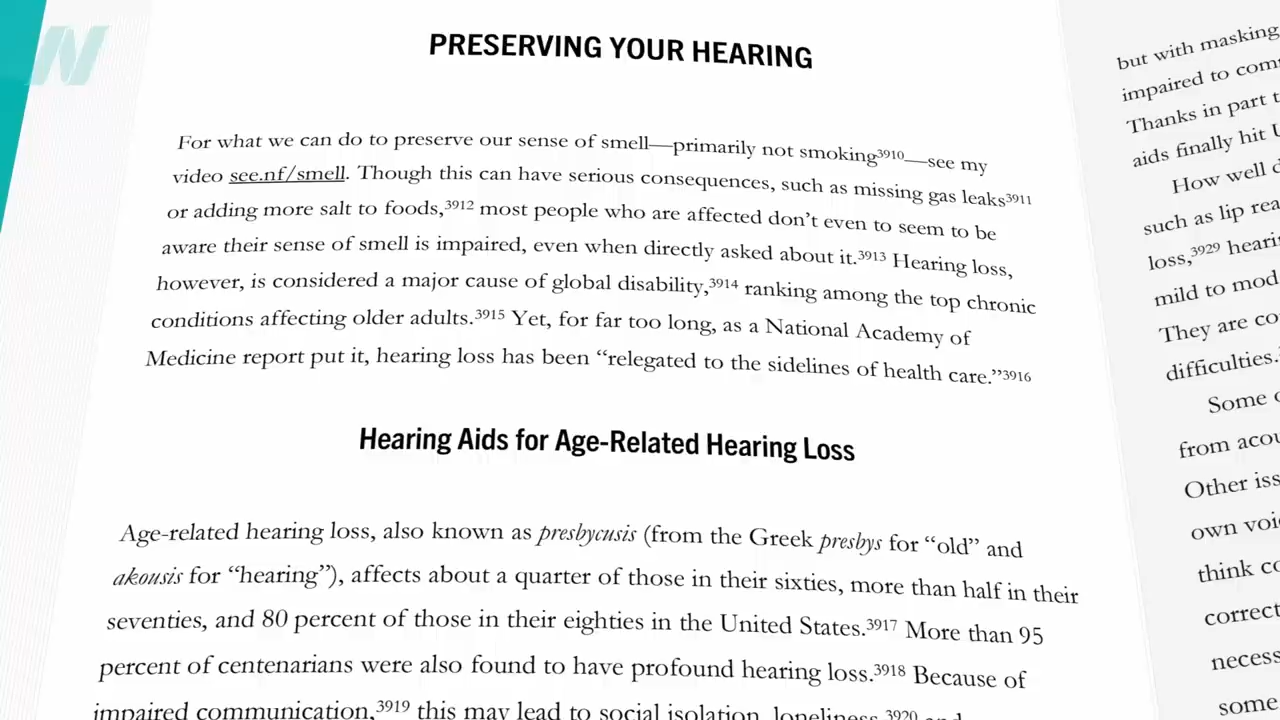 PRESERVING YOUR HEARING
For what we can do to preserve our sense of smell—primarily not smoking3910—see my
video see.nf/smell. Though this can have serious consequences, such as missing gas leaks3911
or adding more salt to foods,3912 most people who are affected don’t even to seem to be
aware their sense of smell is impaired, even when directly asked about it.3913 Hearing loss,
however, is considered a major cause of global disability,3914 ranking among the top chronic
conditions affecting older adults.3915 Yet, for far too long, as a National Academy of
Medicine report put it, hearing loss has been “relegated to the sidelines of health care.”3916
Hearing Aids for Age-Related Hearing Loss
Age-related hearing loss, also known as presbycusis (from the Greek presbys for “old” and
akousis for “hearing”), affects about a quarter of those in their sixties, more than half in their
seventies, and 80 percent of those in their eighties in the United States.3917 More than 95
percent of centenarians were also found to have profound hearing loss.3918 Because of
impaired communication,3919 this may lead to social isolation, loneliness,3920 and
but with masking
impaired to
Thanks in part
aids finally hit
How well
such as lip
loss,3929
mild to
They are
difficulties.
Some
from
Other
own
think
correct
some